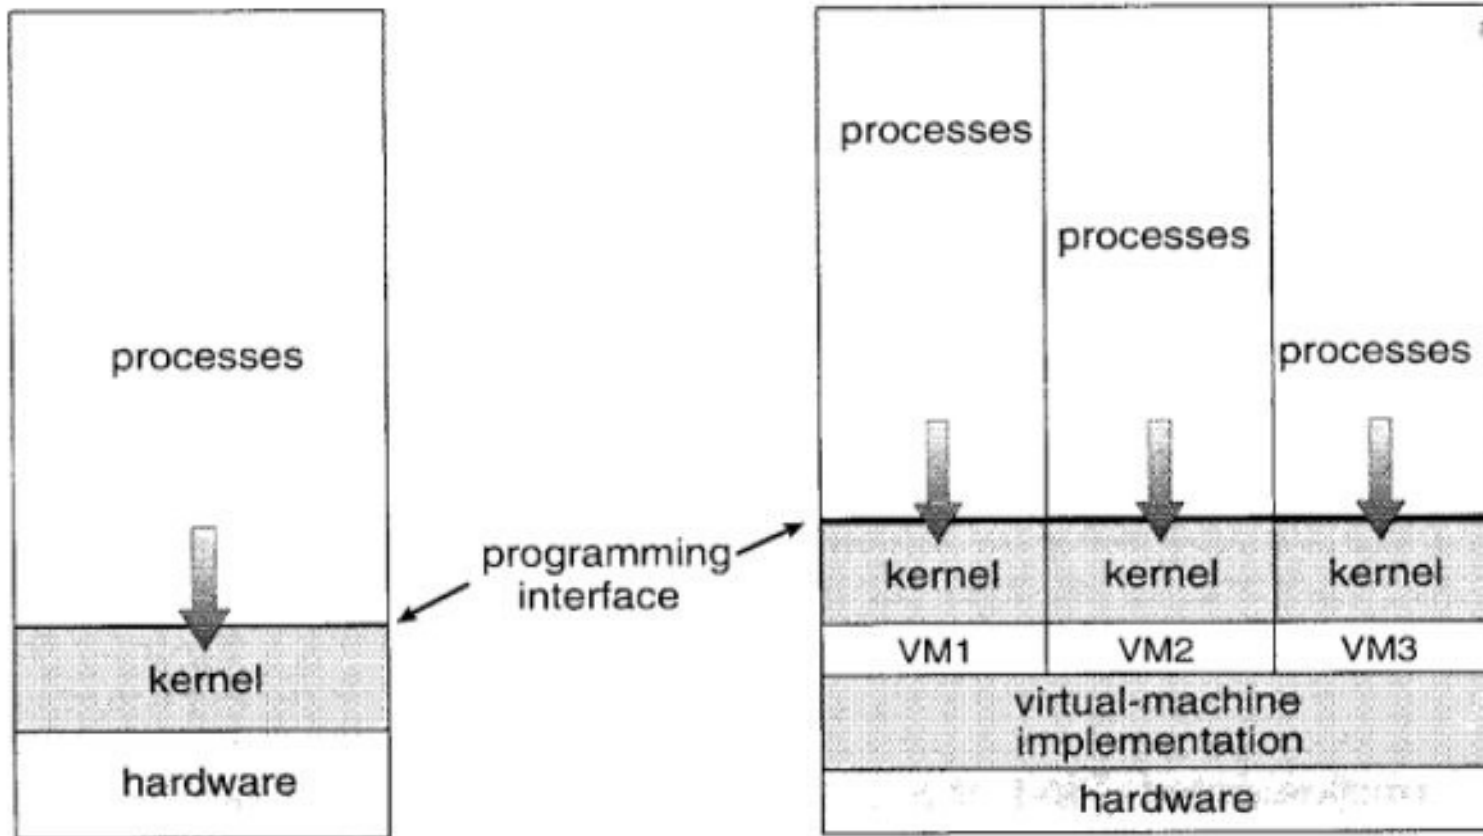 processes
kernel
hardware
programming
interface
processes
processes
processes
kernel
kernel
kernel
VM1
VM2
VM3
virtual-machine
implementation
hardware